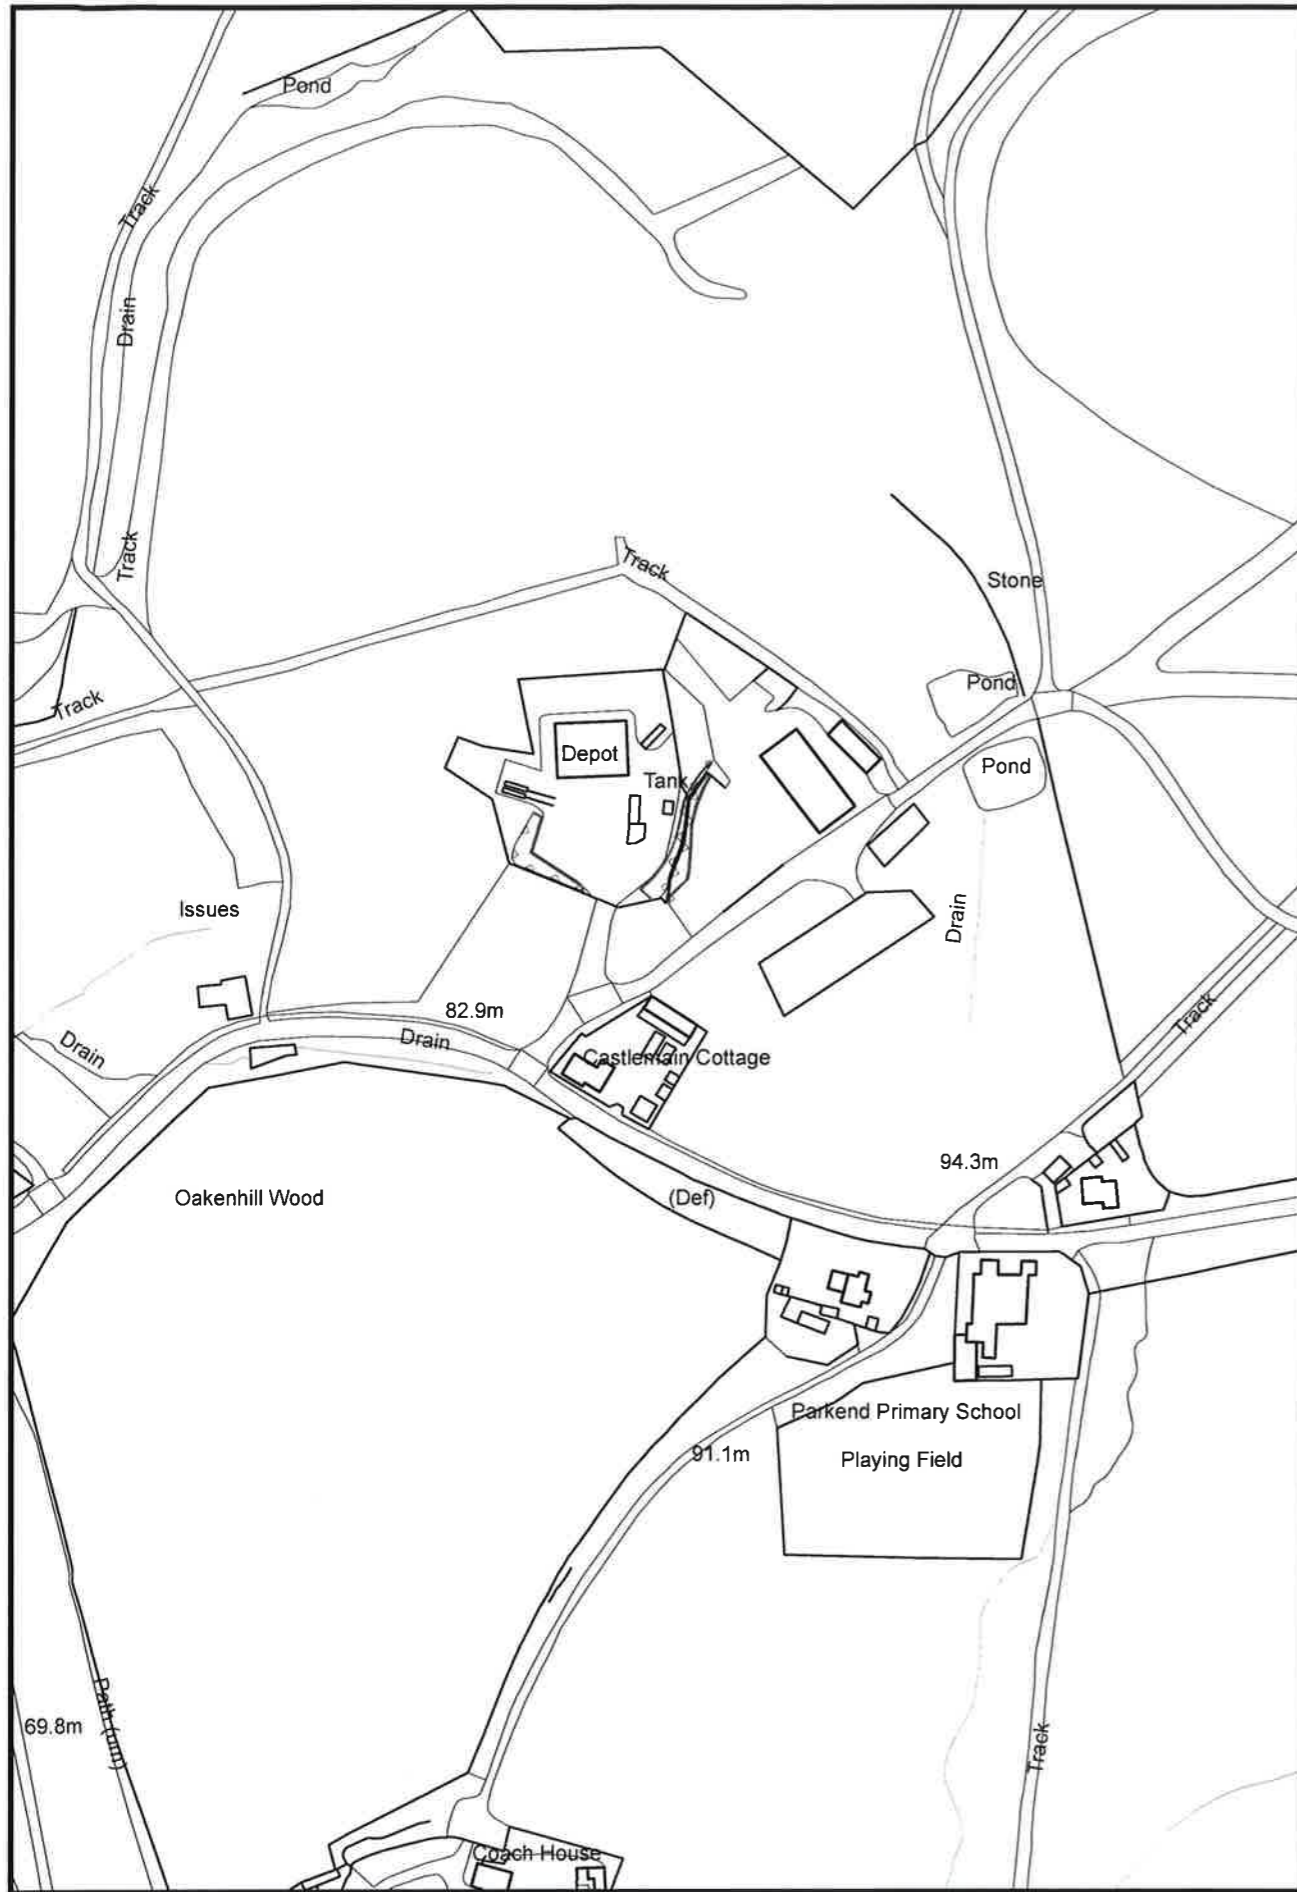 Pond
Track
Drain
Track
Track
Stone
Pond
Track
Depot
Pond
Tank
Issues
Drain
82.9m
Track
Drain
Drain
Castlemain Cottage
94.3m
Oakenhill Wood
(Def)
Parkend Primary School
91.1m
Playing Field
Path (um)
69.8m
Track
Coach House